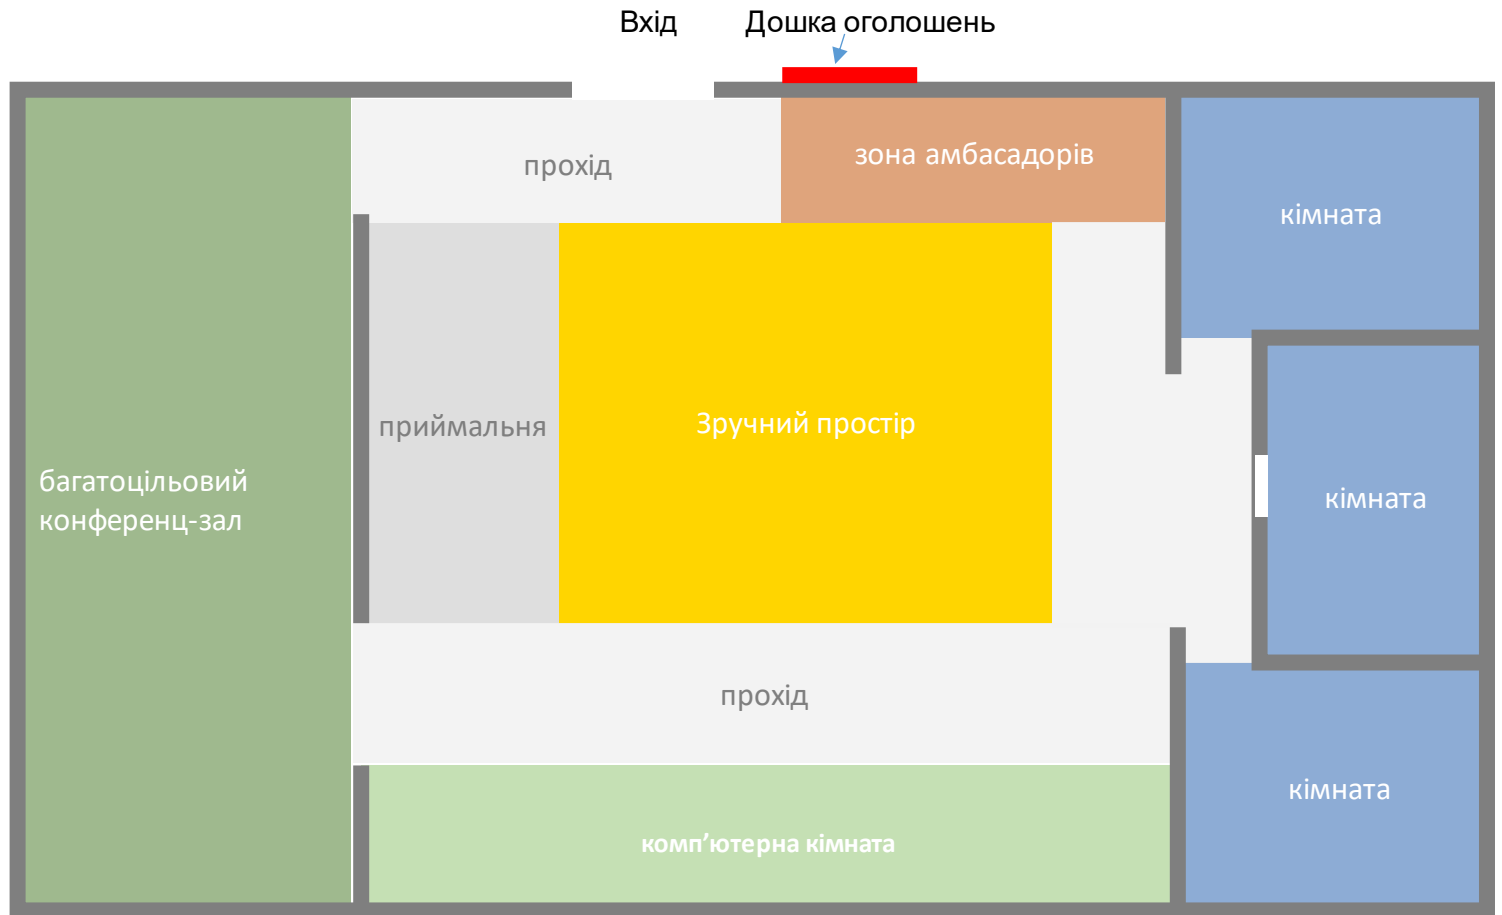 Вхід
Дошка оголошень
прохід
зона амбасадорів
кімната
приймальня
Зручний простір
багатоцільовий
конференц-зал
кімната
прохід
кімната
комп’ютерна кімната